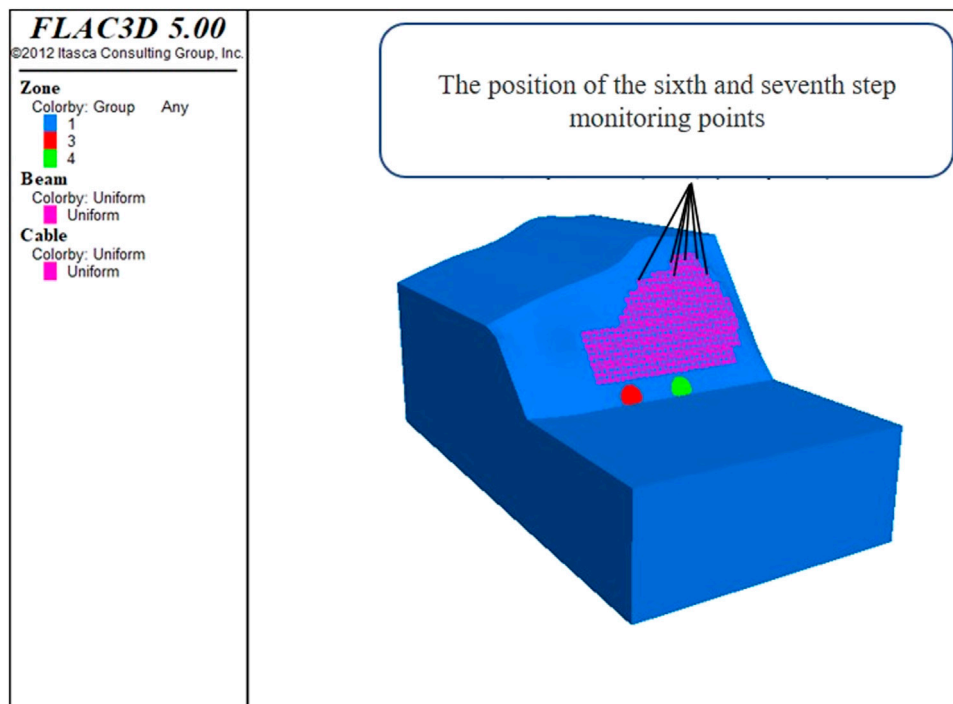 FLAC3D 5.00
©2012 Itasca Consulting Group, Inc.
Zone
Colorby: Group Any
1
3
4
Beam
Colorby: Uniform
Uniform
Cable
Colorby: Uniform
Uniform
The position of the sixth and seventh step
monitoring points